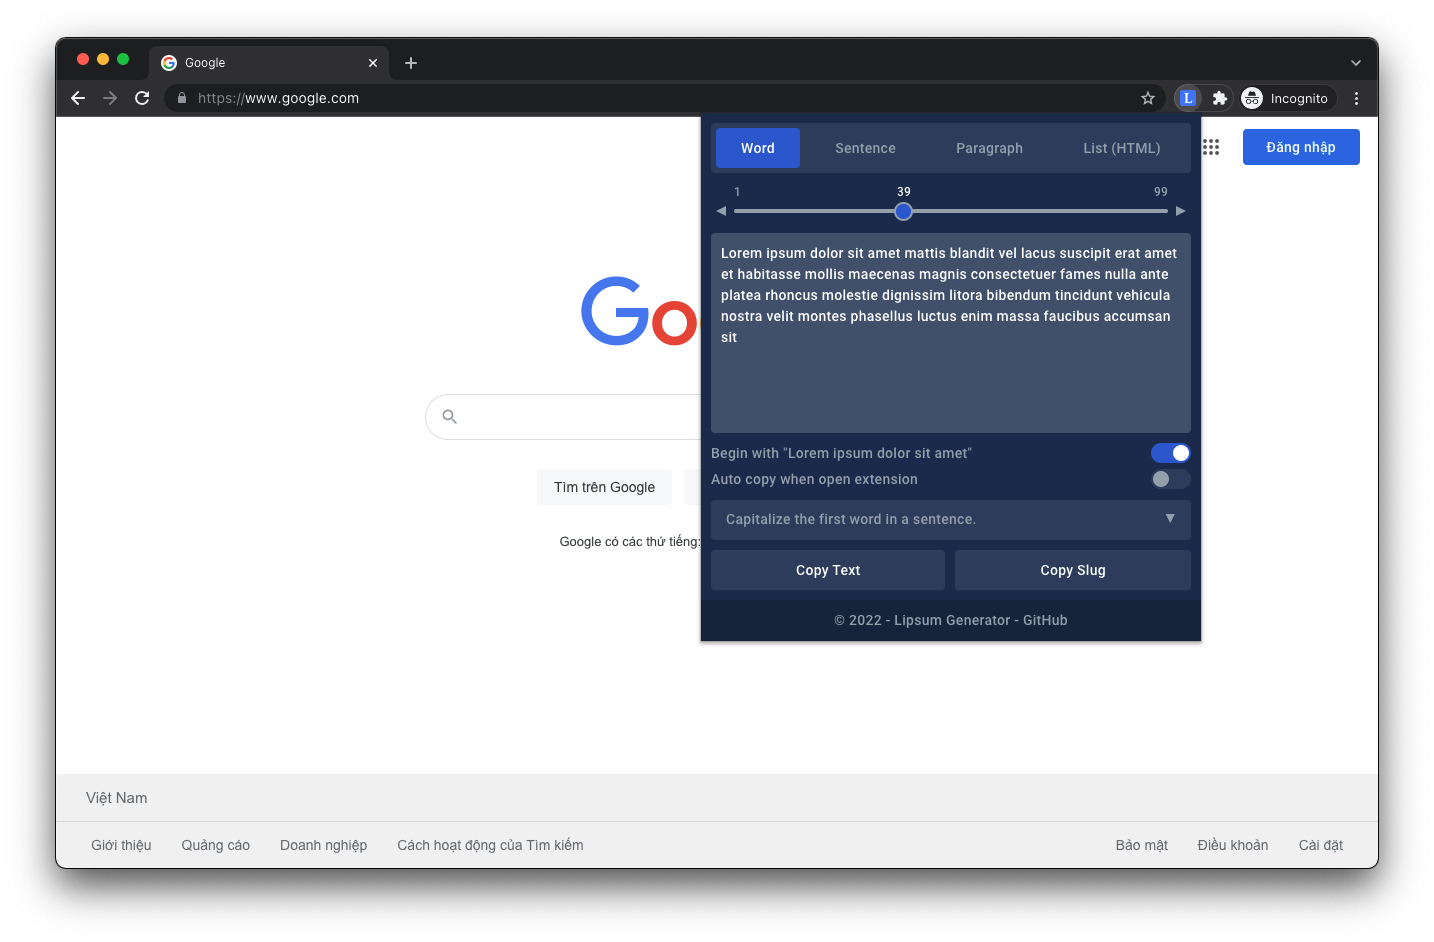 Google
https://www.google.com
L
Incognito
Word
Sentence
Paragraph
List (HTML)
Đăng nhập
1
39
99
Lorem ipsum dolor sit amet mattis blandit vel lacus suscipit erat amet
et habitasse mollis maecenas magnis consectetuer fames nulla ante
platea rhoncus molestie dignissim litora bibendum tincidunt vehicula
nostra velit montes phasellus luctus enim massa faucibus accumsan
sit
Goo
Tìm trên Google
Google có các thứ tiếng:
Begin with "Lorem ipsum dolor sit amet"
Auto copy when open extension
Capitalize the first word in a sentence.
Copy Text
Copy Slug
© 2022 - Lipsum Generator - GitHub
Việt Nam
Giới thiệu
Quảng cáo
Doanh nghiệp
Cách hoạt động của Tìm kiếm
Bảo mật
Điều khoản
Cài đặt